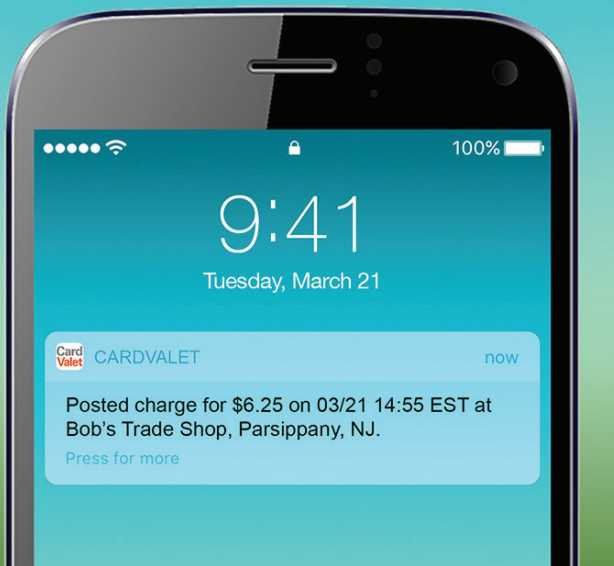 100%
9:41
Tuesday, March 21
Card
Valet
CARDVALET now
Posted charge for $6.25 on 03/21 14:55 EST at
Bob's Trade Shop, Parsippany, NJ.
Press for more